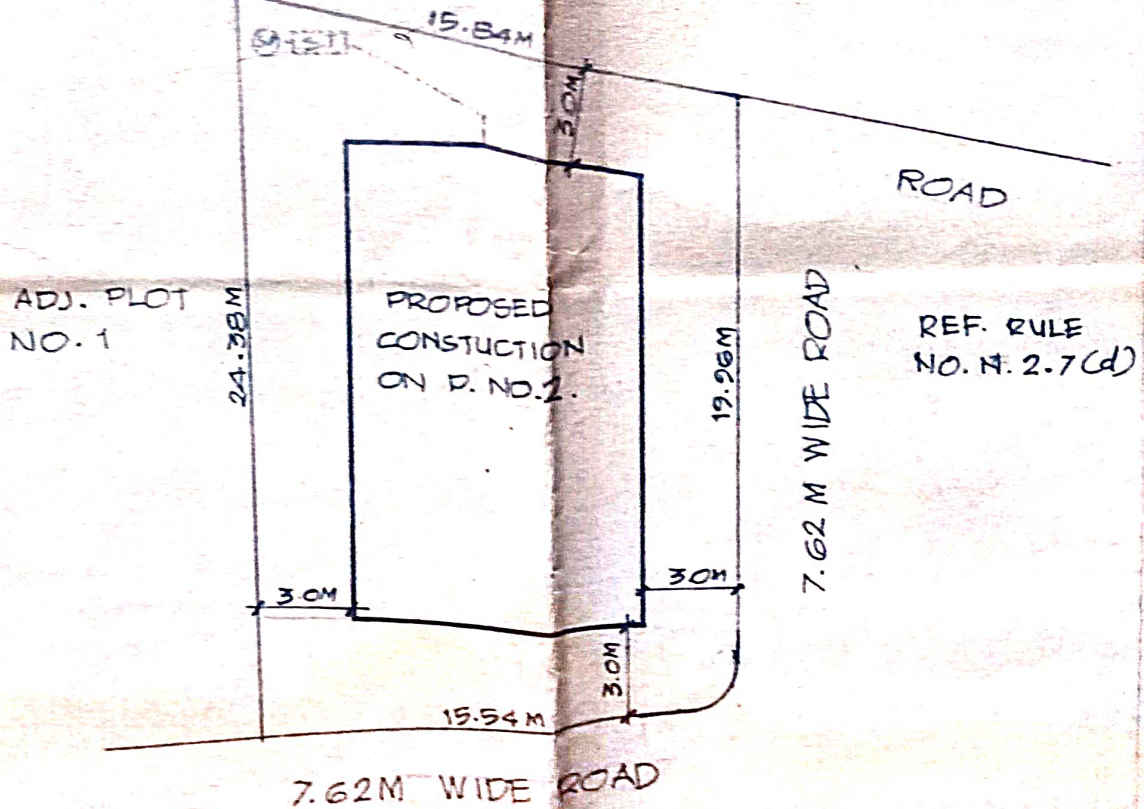 15.84M
3.0M
ROAD
ADJ. PLOT
NO. 1
24.38M
PROPOSED
CONSTUCTION
ON P. NO.2.
19.96M
7.62 M WIDE ROAD
REF. RULE
NO. N. 2.7(d)
3.0M
3.0M
3.0M
15.54 M
7.62M WIDE ROAD